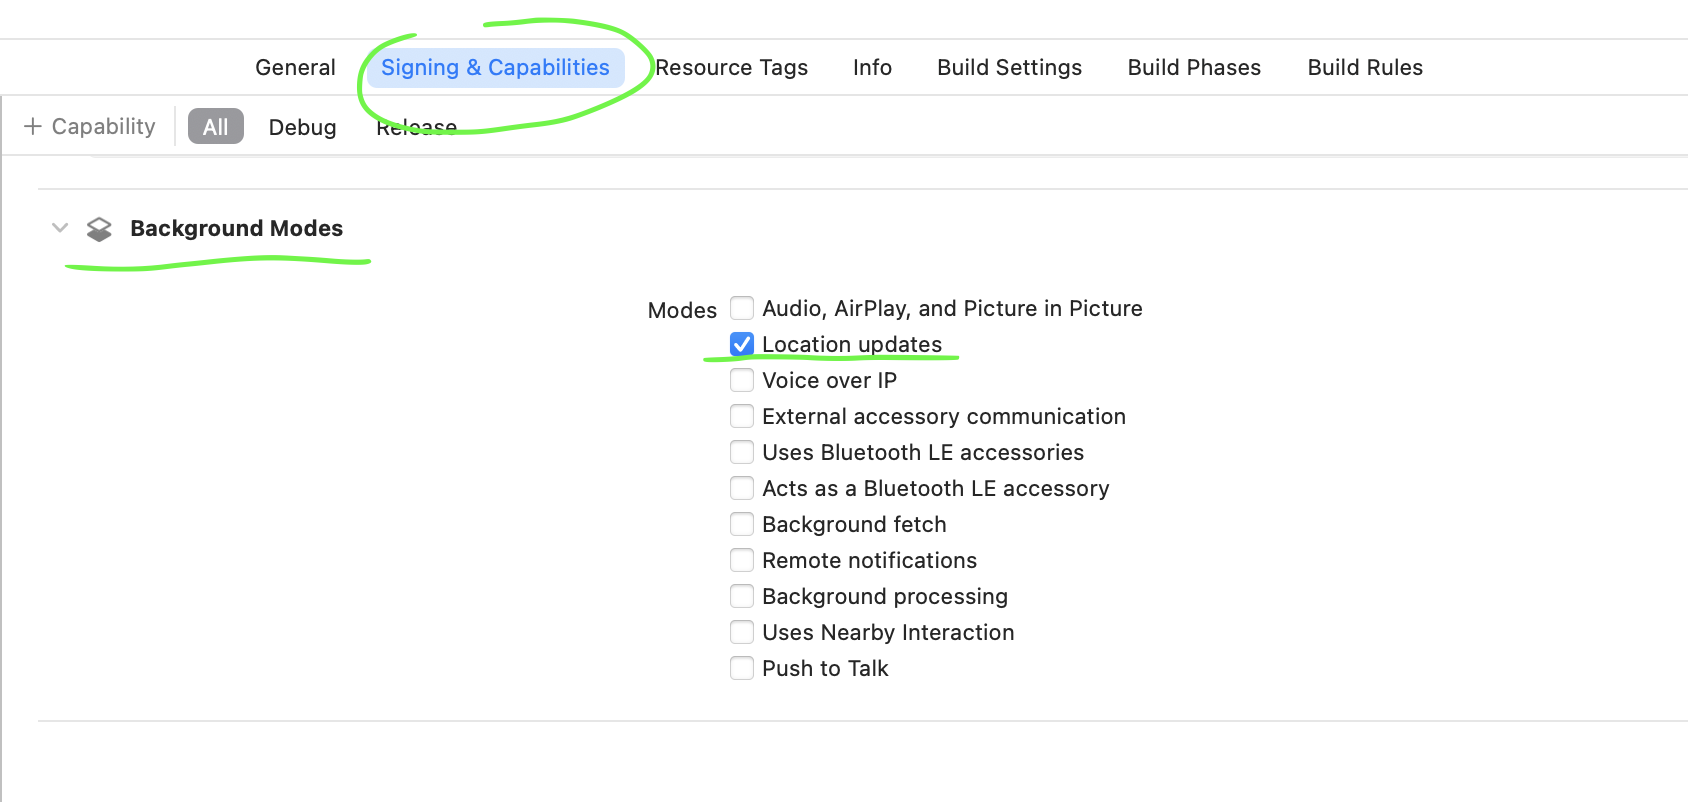 General Signing & Capabilities Resource Tags Info Build Settings Build Phases Build Rules
+ Capability All Debug Release
Background Modes
Modes Audio, AirPlay, and Picture in Picture
Location updates
Voice over IP
External accessory communication
Uses Bluetooth LE accessories
Acts as a Bluetooth LE accessory
Background fetch
Remote notifications
Background processing
Uses Nearby Interaction
Push to Talk